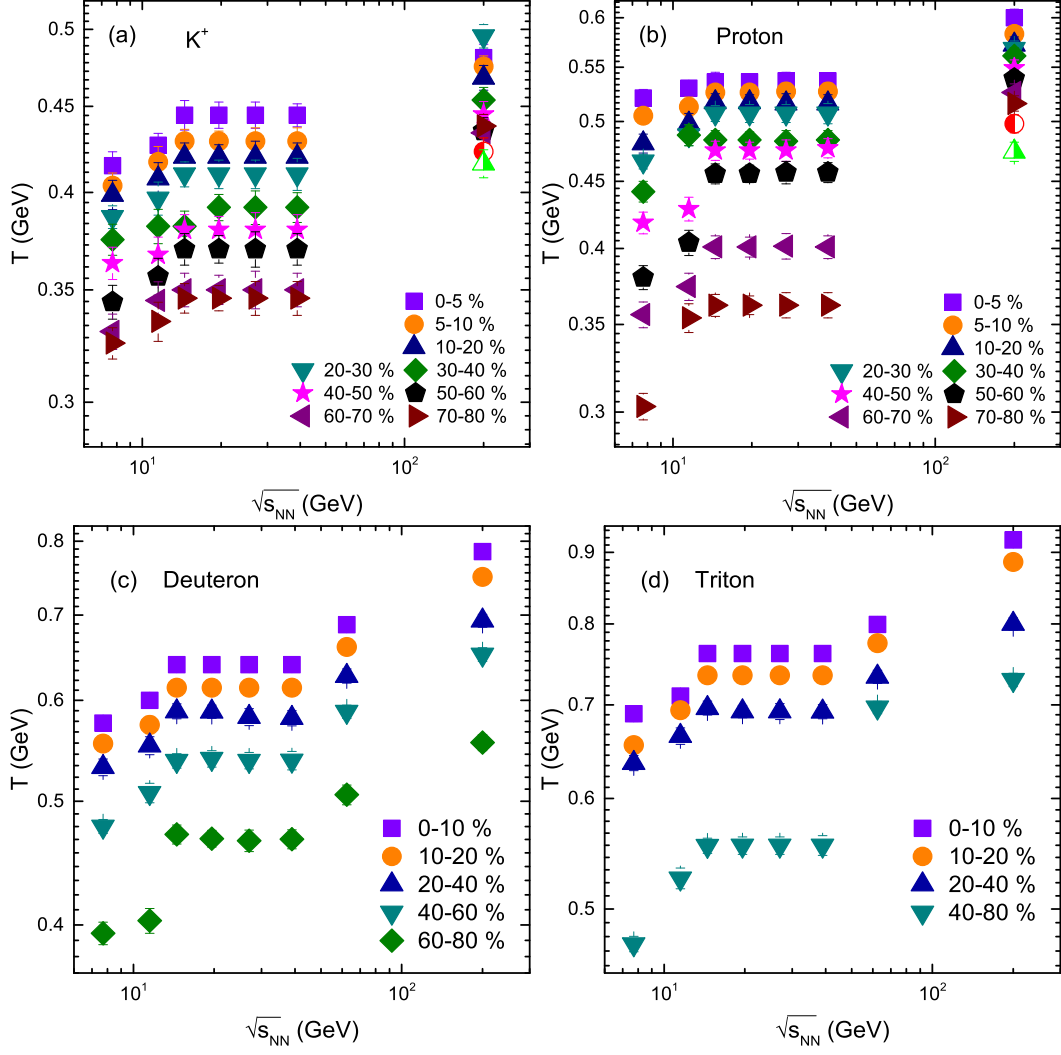 (a) K⁺
T (GeV)
0.5
0.45
0.4
0.35
0.3
0-5 %
5-10 %
10-20 %
20-30 % 30-40 %
40-50 % 50-60 %
60-70 % 70-80 %
10¹ 10²
√s_NN (GeV)
(b) Proton
T (GeV)
0.6
0.55
0.5
0.45
0.4
0.35
0.3
0-5 %
5-10 %
10-20 %
20-30 % 30-40 %
40-50 % 50-60 %
60-70 % 70-80 %
10¹ 10²
√s_NN (GeV)
(c) Deuteron
T (GeV)
0.8
0.7
0.6
0.5
0.4
0-10 %
10-20 %
20-40 %
40-60 %
60-80 %
10¹ 10²
√s_NN (GeV)
(d) Triton
T (GeV)
0.9
0.8
0.7
0.6
0.5
0-10 %
10-20 %
20-40 %
40-80 %
10¹ 10²
√s_NN (GeV)